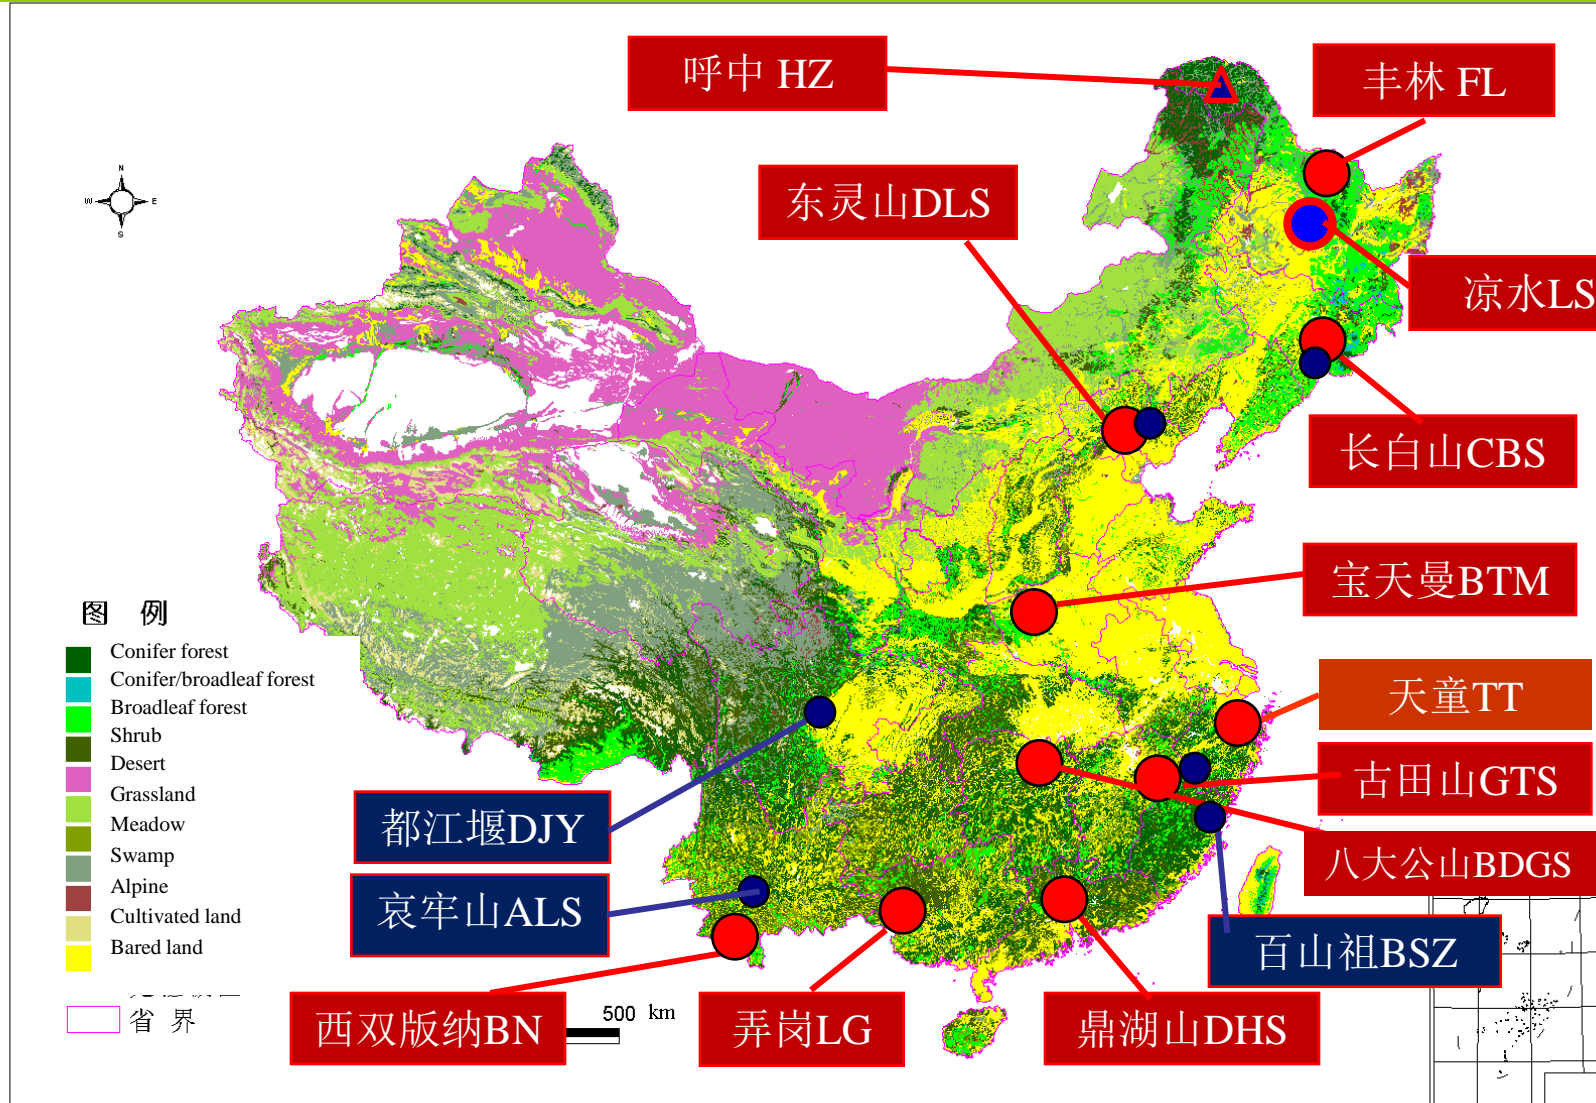 呼中 HZ
丰林 FL
东灵山DLS
N
W
E
S
凉水LS
长白山CBS
宝天曼BTM
图 例
Conifer forest
Conifer/broadleaf forest
Broadleaf forest
Shrub
Desert
Grassland
Meadow
Swamp
Alpine
Cultivated land
Bared land
省 界
天童TT
古田山GTS
都江堰DJY
八大公山BDGS
哀牢山ALS
百山祖BSZ
西双版纳BN
500 km
弄岗LG
鼎湖山DHS